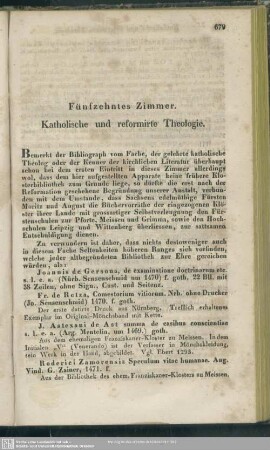 679
Fünfzehntes Zimmer.
Katholische und reformirte Theologie.
Bemerkt der Bibliograph vom Fache, der gelehrte katholische
Theolog oder der Kenner der kirchlichen Literatur überhaupt
schon bei dem ersten Eintritt in dieses Zimmer allerdings
wol, dass dem hier aufgestellten Apparate keine frühere Klo-
sterbibliothek zum Grunde liege, so dürfte die erst nach der
Reformation geschehene Begründung unserer Anstalt, verbun-
den mit dem Umstande, dass Sachsens edelmüthige Fürsten
Moritz und August die Büchervorräthe der eingezogenen Klö-
ster ihrer Lande mit grossartiger Selbstverläugnung den Für-
stenschulen zur Pforte, Meissen und Grimma, sowie den Hoch-
schulen Leipzig und Wittenberg überliessen, zur sattsamen
Entschuldigung dienen.
Zu verwundern ist daher, dass nichts destoweniger auch
in diesem Fache Seltenheiten höheren Ranges sich vorfinden,
welche jeder altbegründeten Bibliothek zur Ehre gereichen
würden, als:
Joannis de Gersono, de examinatione doctrinarum etc.
s. l. e. a. (Nürb. Sensenschmid um 1470) f. goth. 22 Bll. mit
38 Zeilen, ohne Sign., Cust. und Seitenz.
Fr. de Retza, Comestorium vitiorum. Nrb. ohne Drucker
(Jo. Sensenschmid) 1470. f. goth.
Der erste datirte Druck aus Nürnberg. Trefflich erhaltenes
Exemplar im Original-Mönchsband mit Kette.
J. Astesani de Ast summa de casibus conscientiae
s. l. e. a. (Arg. Mentelin, um 1469). goth.
Aus dem ehemaligen Franziskaner-Kloster zu Meissen. In dem
Initialen hat der Verfasser in Mönchskleidung,
sein Werk in der Hand, abgebildet. Vgl. Ebert 1295.
Roderici Zamorensis Speculum vitae humanae. Aug.
Vind. G. Zainer, 1471. f.
Aus der Bibliothek des ehem. Franziskaner-Klosters zu Meissen.